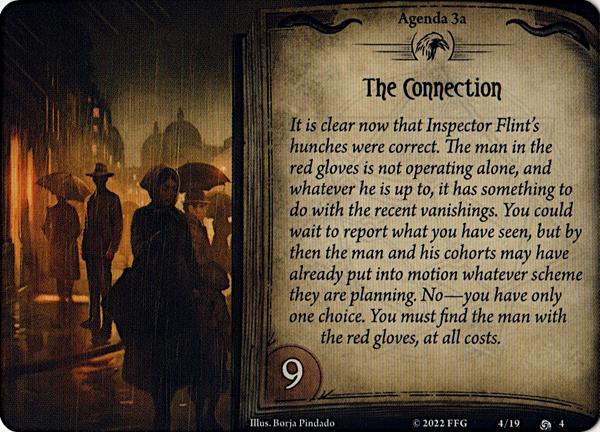 Agenda 3a
The Connection
It is clear now that Inspector Flint's
hunches were correct. The man in the
red gloves is not operating alone, and
whatever he is up to, it has something to
do with the recent vanishings. You could
wait to report what you have seen, but by
then the man and his cohorts may have
already put into motion whatever scheme
they are planning. No—you have only
one choice. You must find the man with
the red gloves, at all costs.
9
Illus. Borja Pindado © 2022 FFG 4/19 4